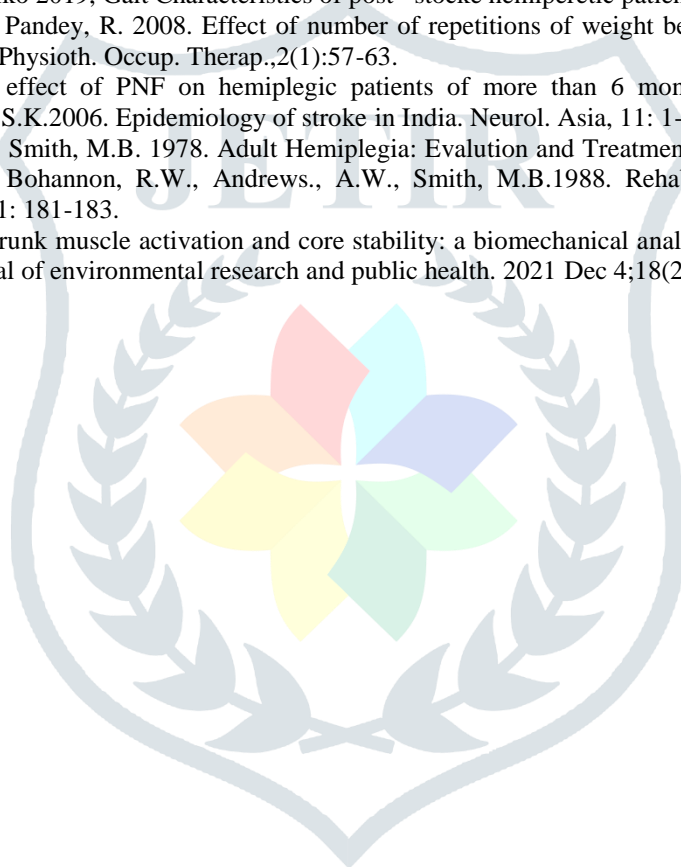 2019, Gait Characteristics of post - stocke hemiperetic patien
Pandey, R. 2008. Effect of number of repetitions of weight be
Physioth. Occup. Therap.,2(1):57-63.
effect of PNF on hemiplegic patients of more than 6 mon
S.K.2006. Epidemiology of stroke in India. Neurol. Asia, 11: 1-
Smith, M.B. 1978. Adult Hemiplegia: Evalution and Treatmen
Bohannon, R.W., Andrews., A.W., Smith, M.B.1988. Rehab
1: 181-183.
runk muscle activation and core stability: a biomechanical anal
al of environmental research and public health. 2021 Dec 4;18(2
JETIR